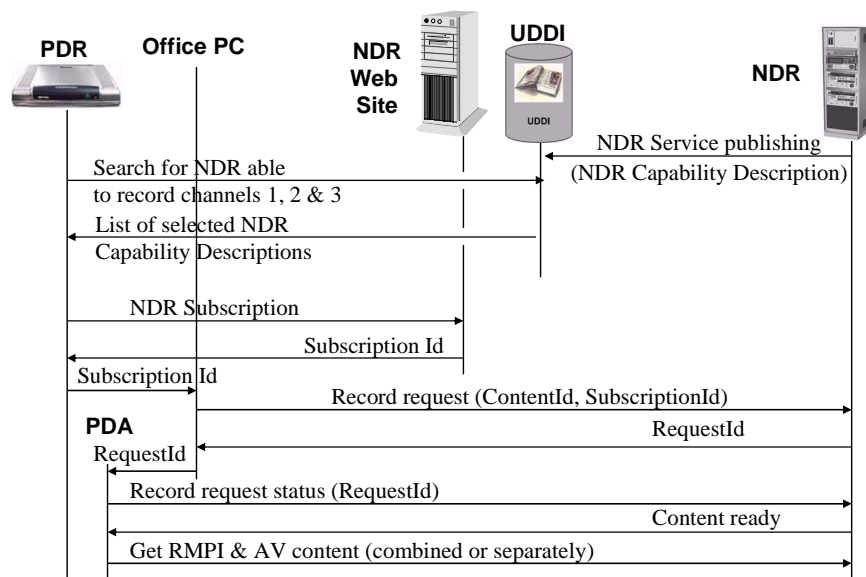 PDR
Office PC
NDR
Web
Site
UDDI
UDDI
NDR
NDR Service publishing
(NDR Capability Description)
Search for NDR able
to record channels 1, 2 & 3
List of selected NDR
Capability Descriptions
NDR Subscription
Subscription Id
Subscription Id
Record request (ContentId, SubscriptionId)
PDA
RequestId
RequestId
Record request status (RequestId)
Content ready
Get RMPI & AV content (combined or separately)